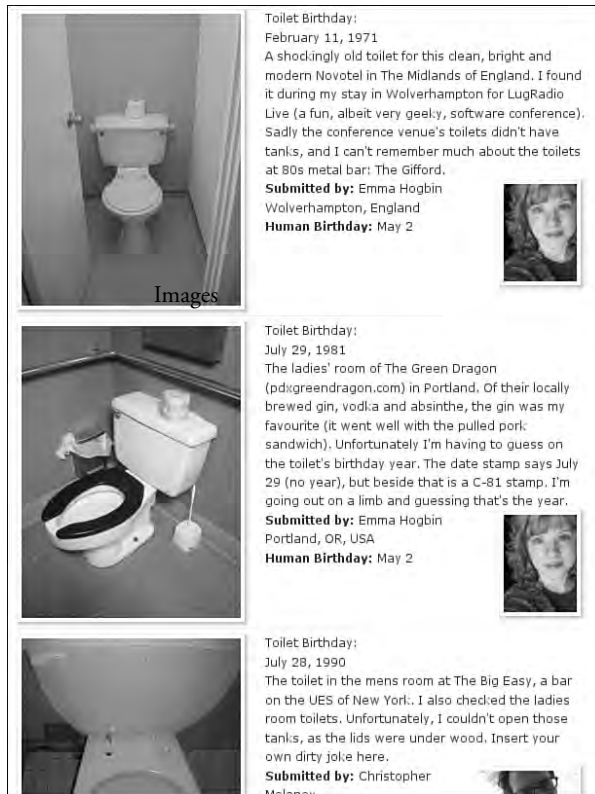 Toilet Birthday:
February 11, 1971
A shockingly old toilet for this clean, bright and
modern Novotel in The Midlands of England. I found
it during my stay in Wolverhampton for LugRadio
Live (a fun, albeit very geeky, software conference).
Sadly the conference venue's toilets didn't have
tanks, and I can't remember much about the toilets
at 80s metal bar: The Gifford.
Submitted by: Emma Hogbin
Wolverhampton, England
Human Birthday: May 2
Images
Toilet Birthday:
July 29, 1981
The ladies' room of The Green Dragon
(pdxgreendragon.com) in Portland. Of their locally
brewed gin, vodka and absinthe, the gin was my
favourite (it went well with the pulled pork
sandwich). Unfortunately I'm having to guess on
the toilet's birthday year. The date stamp says July
29 (no year), but beside that is a C-81 stamp. I'm
going out on a limb and guessing that's the year.
Submitted by: Emma Hogbin
Portland, OR, USA
Human Birthday: May 2
Toilet Birthday:
July 28, 1990
The toilet in the mens room at The Big Easy, a bar
on the UES of New York. I also checked the ladies
room toilets. Unfortunately, I couldn't open those
tanks, as the lids were under wood. Insert your
own dirty joke here.
Submitted by: Christopher